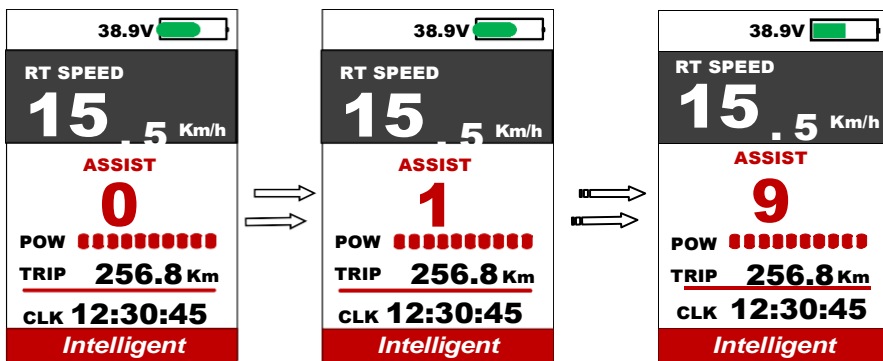 38.9V
RT SPEED
15.5 Km/h
ASSIST
0
POW
TRIP 256.8 Km
CLK 12:30:45
Intelligent
38.9V
RT SPEED
15.5 Km/h
ASSIST
1
POW
TRIP 256.8 Km
CLK 12:30:45
Intelligent
38.9V
RT SPEED
15.5 Km/h
ASSIST
9
POW
TRIP 256.8 Km
CLK 12:30:45
Intelligent